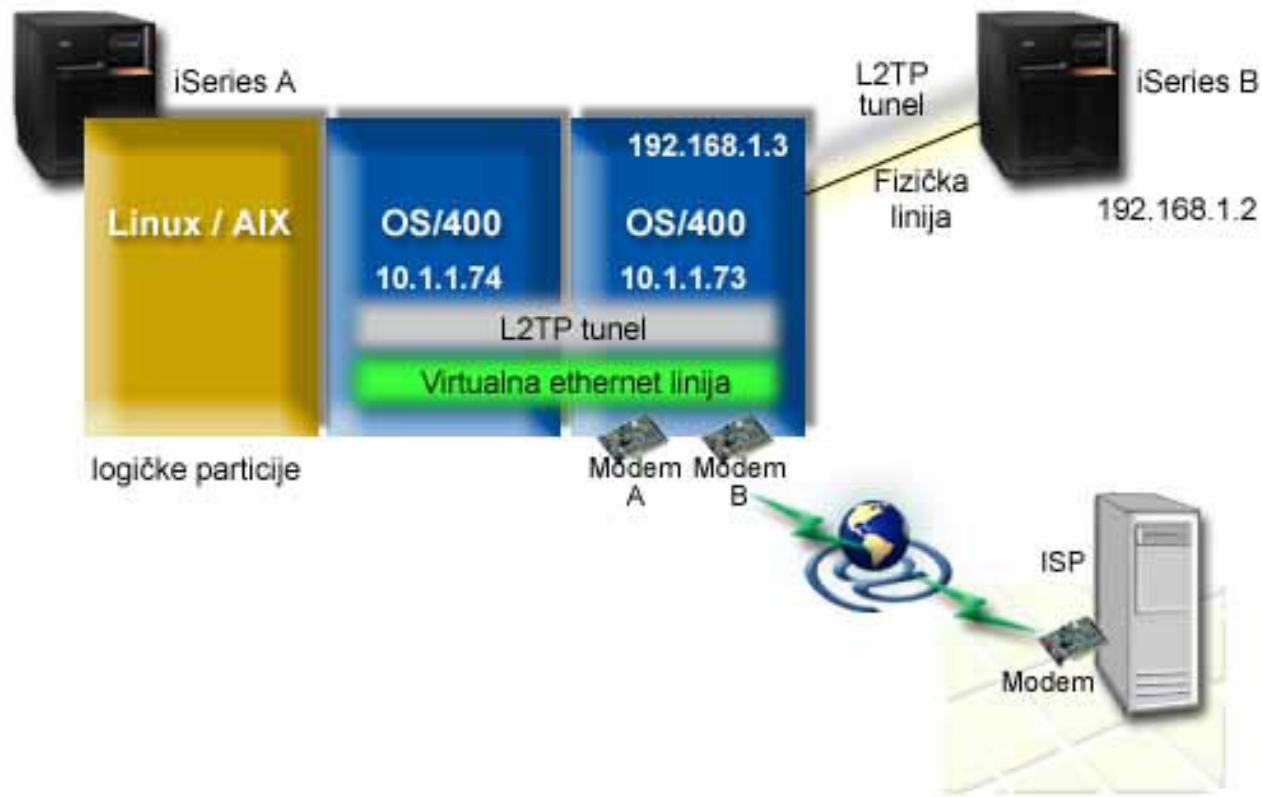 iSeries A
L2TP
tunel
iSeries B
192.168.1.3
Fizička
linija
192.168.1.2
Linux / AIX
OS/400
OS/400
10.1.1.74
10.1.1.73
L2TP tunel
Virtualna ethernet linija
logičke particije
Modem
A
Modem
B
ISP
Modem